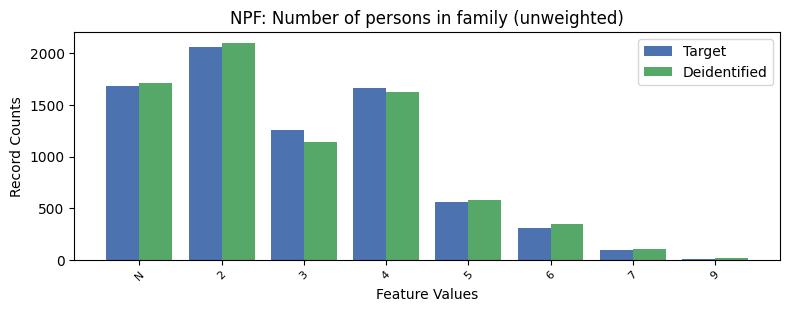 NPF: Number of persons in family (unweighted)
Target
Deidentified
Record Counts
2000
1500
1000
500
0
N 2 3 4 5 6 7 9
Feature Values